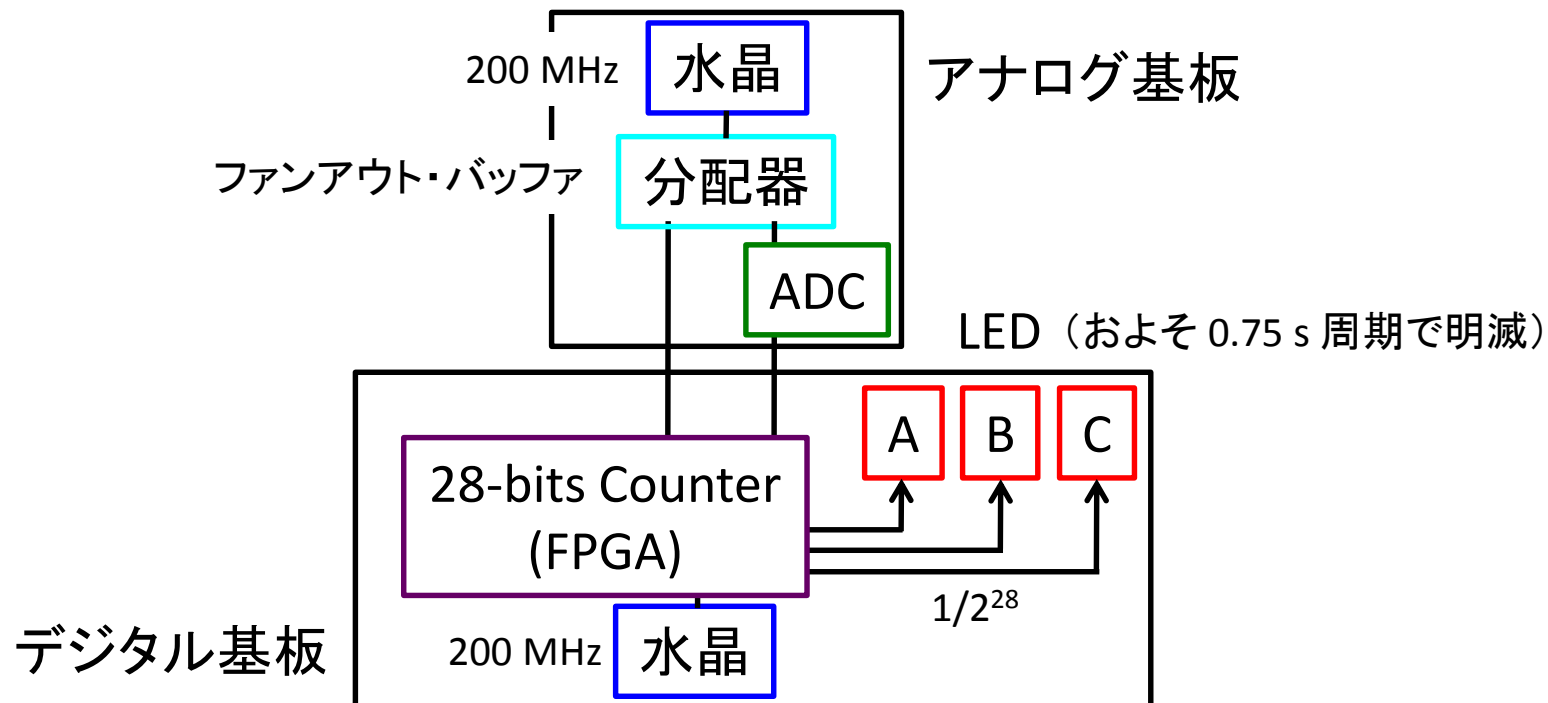 200 MHz
水晶
アナログ基板
ファンアウト・バッファ
分配器
ADC
LED（およそ 0.75 s 周期で明滅）
A
B
C
28-bits Counter
(FPGA)
1/2²⁸
デジタル基板
200 MHz
水晶